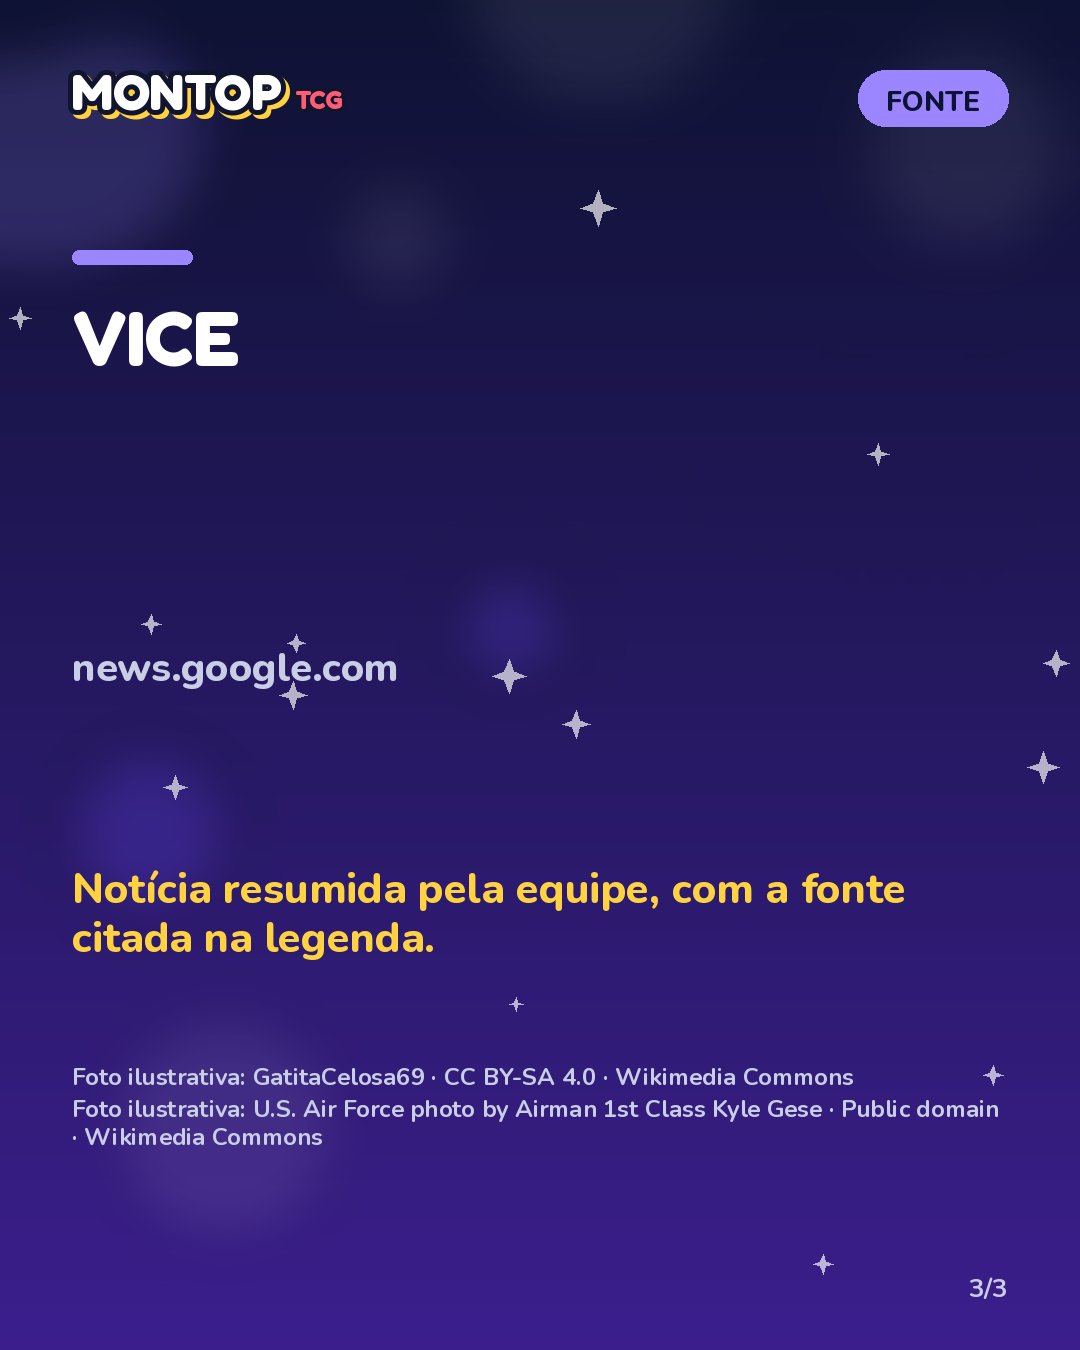 MONTOP TCG
FONTE
VICE
news.google.com
Notícia resumida pela equipe, com a fonte
citada na legenda.
Foto ilustrativa: GatitaCelosa69 · CC BY-SA 4.0 · Wikimedia Commons
Foto ilustrativa: U.S. Air Force photo by Airman 1st Class Kyle Gese · Public domain
· Wikimedia Commons
3/3